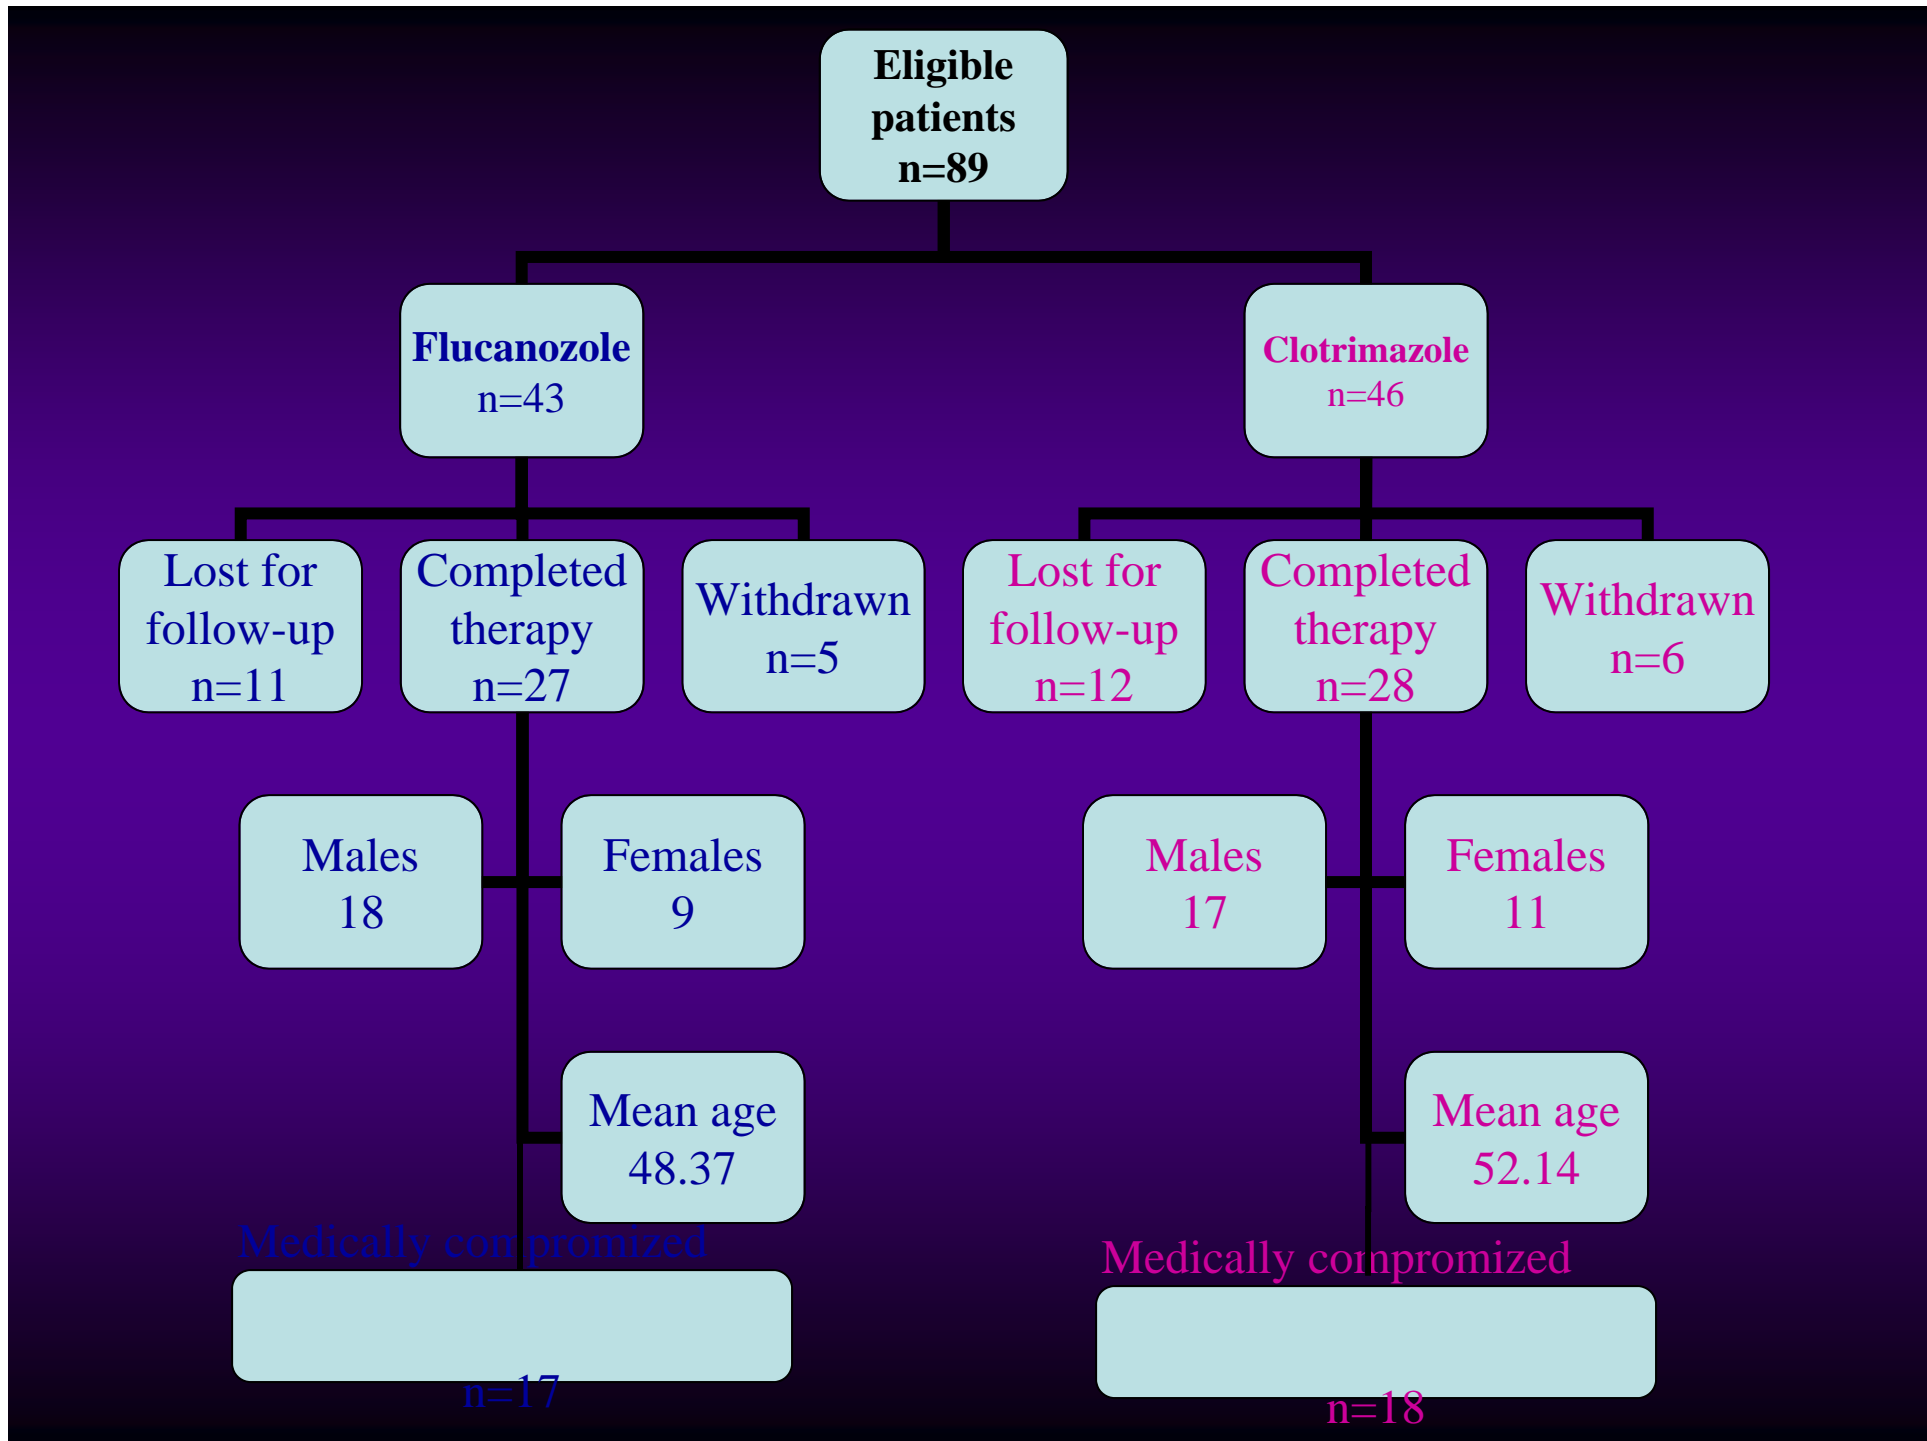 Eligible
patients
n=89
Flucanozole
n=43
Clotrimazole
n=46
Lost for
follow-up
n=11
Completed
therapy
n=27
Withdrawn
n=5
Lost for
follow-up
n=12
Completed
therapy
n=28
Withdrawn
n=6
Males
18
Females
9
Males
17
Females
11
Mean age
48.37
Mean age
52.14
Medically compromized
n=17
Medically compromized
n=18